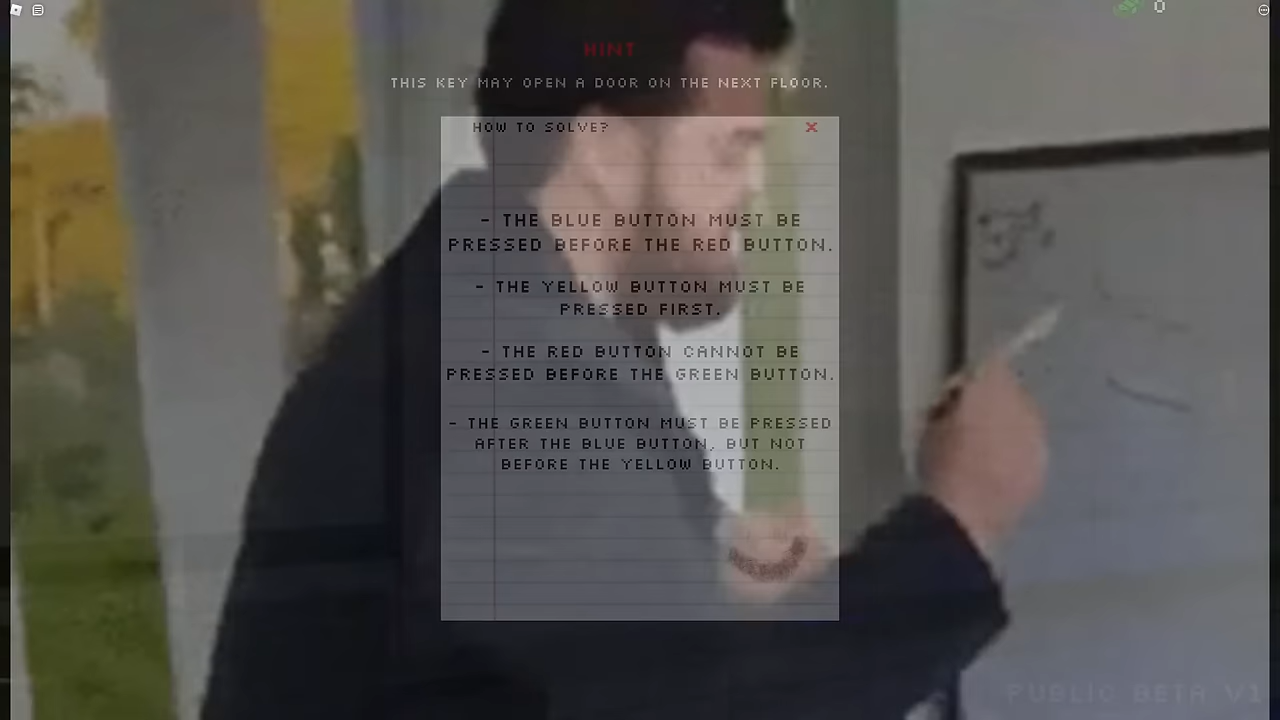 0
HINT
THIS KEY MAY OPEN A DOOR ON THE NEXT FLOOR.
HOW TO SOLVE?
X
- THE BLUE BUTTON MUST BE
PRESSED BEFORE THE RED BUTTON.
- THE YELLOW BUTTON MUST BE
PRESSED FIRST.
- THE RED BUTTON CANNOT BE
PRESSED BEFORE THE GREEN BUTTON.
- THE GREEN BUTTON MUST BE PRESSED
AFTER THE BLUE BUTTON, BUT NOT
BEFORE THE YELLOW BUTTON.
PUBLIC BETA V1